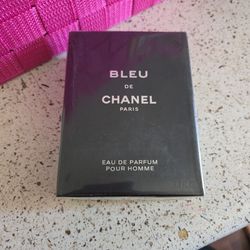 BLEU
DE
CHANEL
PARIS
EAU DE PARFUM
POUR HOMME